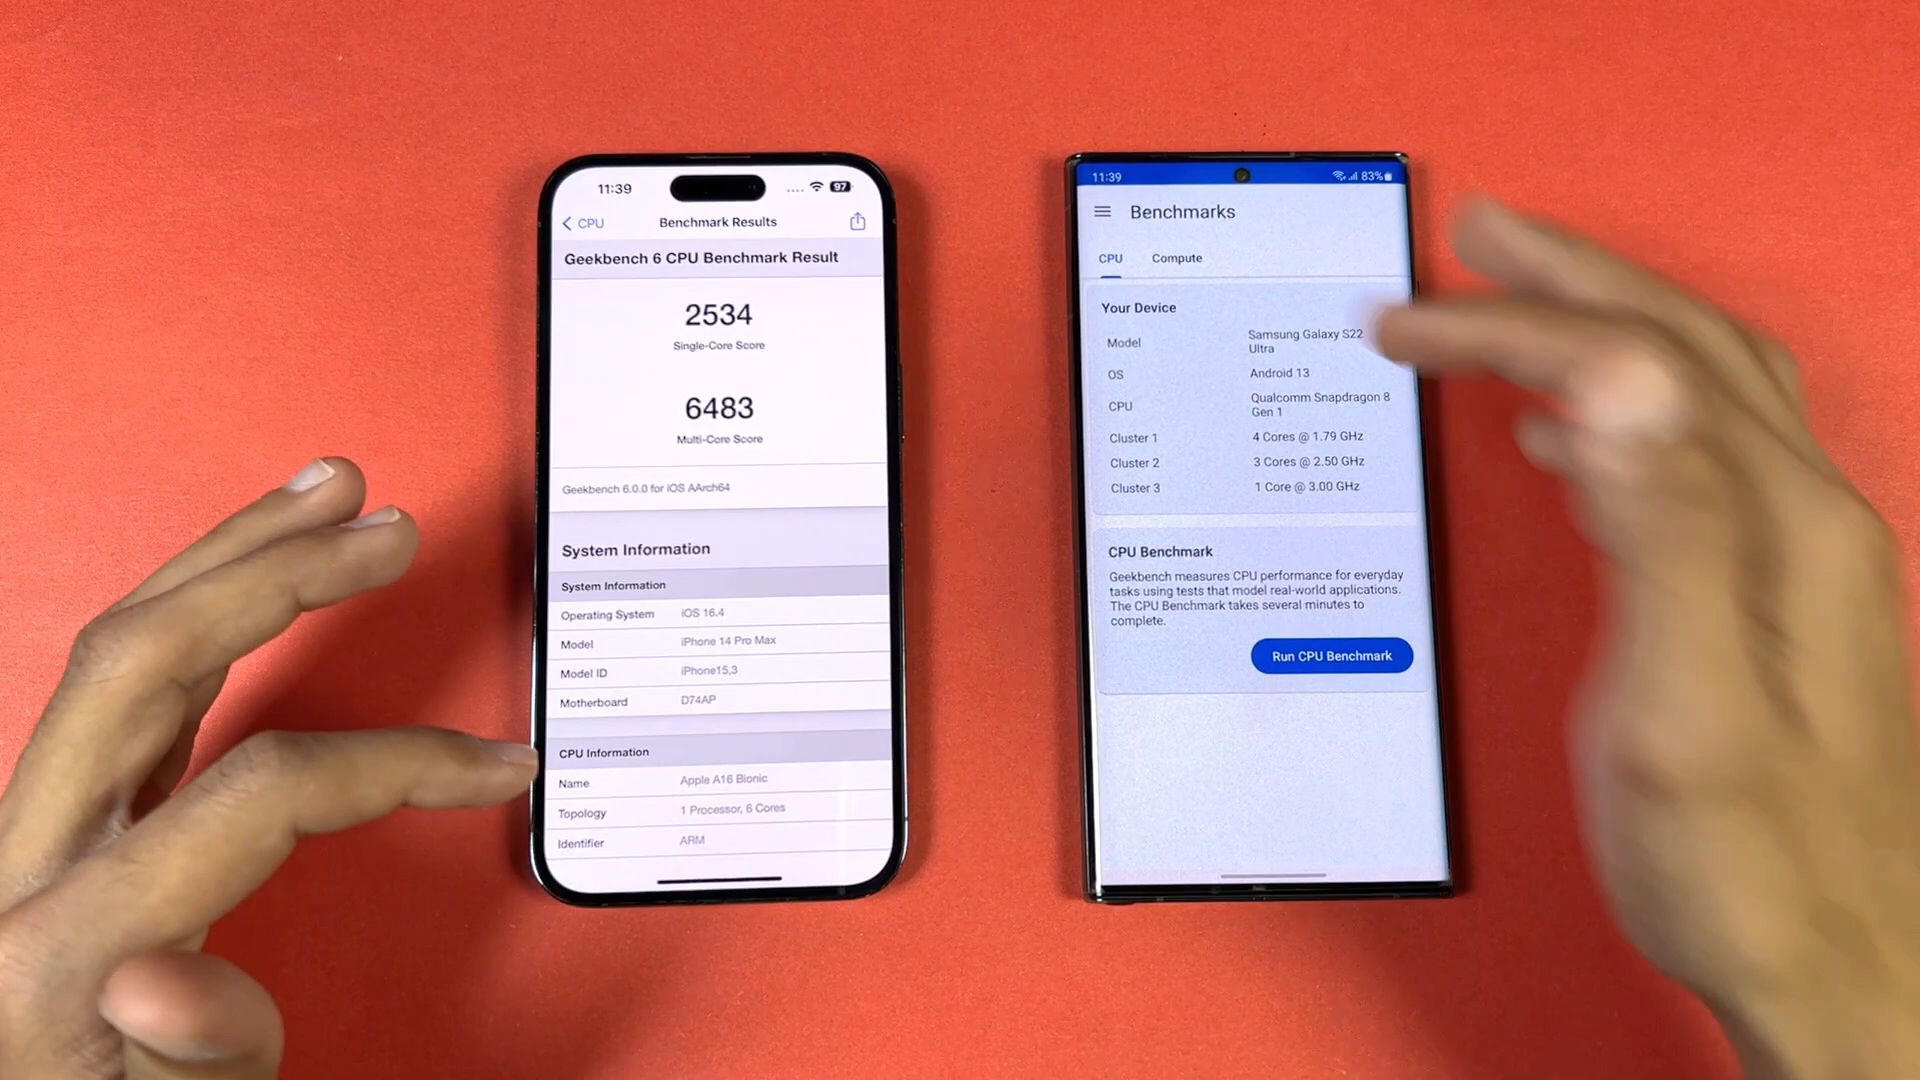 11:39
97
CPU
Benchmark Results
Geekbench 6 CPU Benchmark Result
2534
Single-Core Score
6483
Multi-Core Score
Geekbench 6.0.0 for iOS AArch64
System Information
System Information
Operating System iOS 16.4
Model iPhone 14 Pro Max
Model ID iPhone15,3
Motherboard D74AP
CPU Information
Name Apple A16 Bionic
Topology 1 Processor, 6 Cores
Identifier ARM
11:39
83%
Benchmarks
CPU Compute
Your Device
Model Samsung Galaxy S22
Ultra
OS Android 13
CPU Qualcomm Snapdragon 8
Gen 1
Cluster 1 4 Cores @ 1.79 GHz
Cluster 2 3 Cores @ 2.50 GHz
Cluster 3 1 Core @ 3.00 GHz
CPU Benchmark
Geekbench measures CPU performance for everyday
tasks using tests that model real-world applications.
The CPU Benchmark takes several minutes to
complete.
Run CPU Benchmark